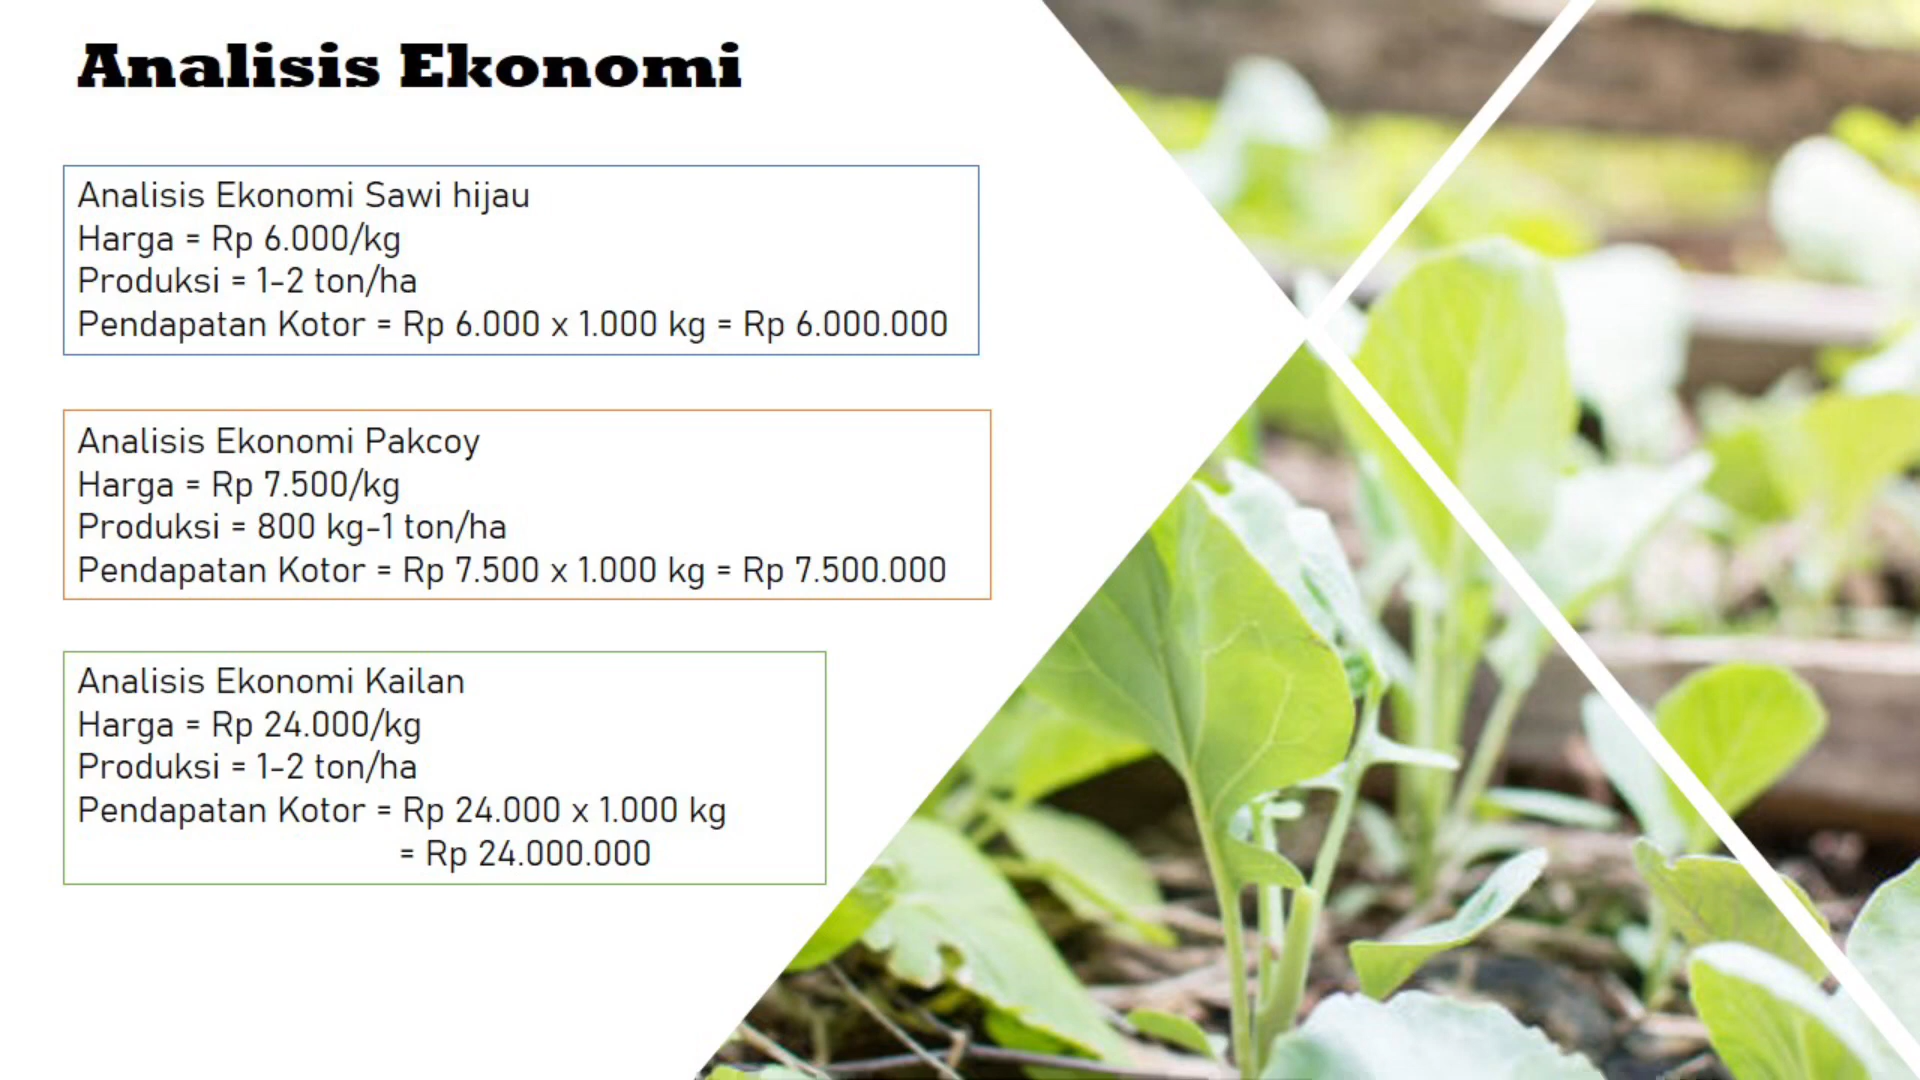 Analisis Ekonomi
Analisis Ekonomi Sawi hijau
Harga = Rp 6.000/kg
Produksi = 1-2 ton/ha
Pendapatan Kotor = Rp 6.000 x 1.000 kg = Rp 6.000.000
Analisis Ekonomi Pakcoy
Harga = Rp 7.500/kg
Produksi = 800 kg-1 ton/ha
Pendapatan Kotor = Rp 7.500 x 1.000 kg = Rp 7.500.000
Analisis Ekonomi Kailan
Harga = Rp 24.000/kg
Produksi = 1-2 ton/ha
Pendapatan Kotor = Rp 24.000 x 1.000 kg
= Rp 24.000.000